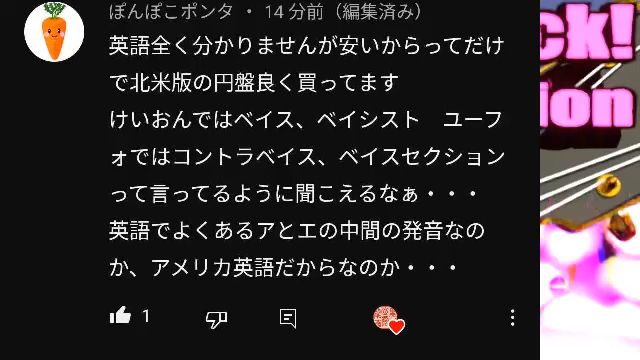 ぽんぽこポンタ・14 分前（編集済み）
英語全く分かりませんが安いからってだけ
で北米版の円盤良く買ってます
けいおんではベイス、ベイシスト　ユーフ
ォではコントラベイス、ベイスセクション
って言ってるように聞こえるなぁ・・・
英語でよくあるアとエの中間の発音なの
か、アメリカ英語だからなのか・・・
1
ck!
ion